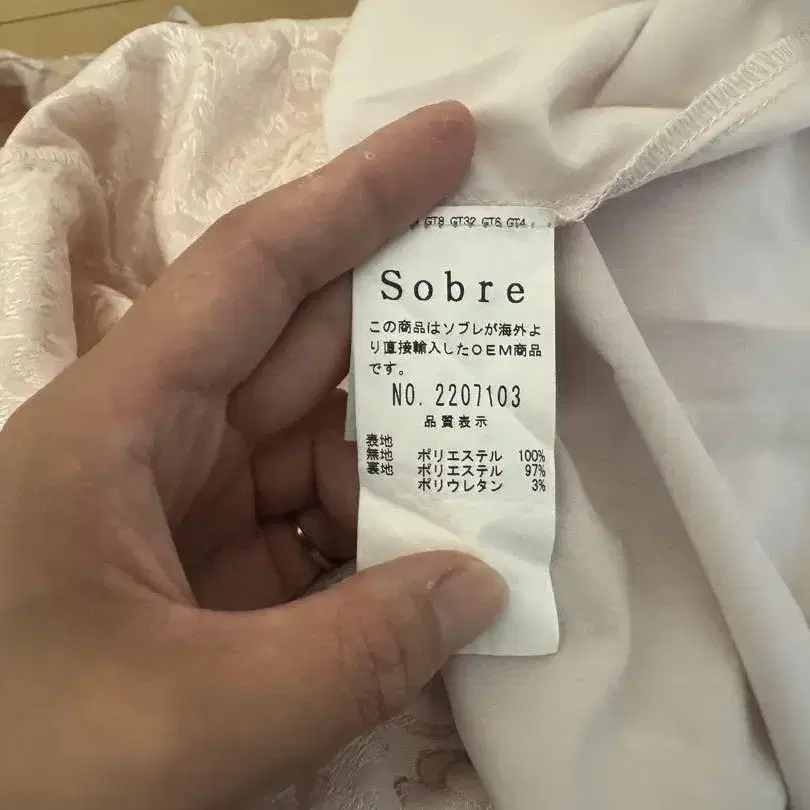 GT8 GT32 GT6 GT4
Sobre
この商品はソブレが海外よ
り直接輸入したOEM商品
です。
NO. 2207103
品質表示
表地
無地 ポリエステル 100%
裏地 ポリエステル 97%
ポリウレタン 3%